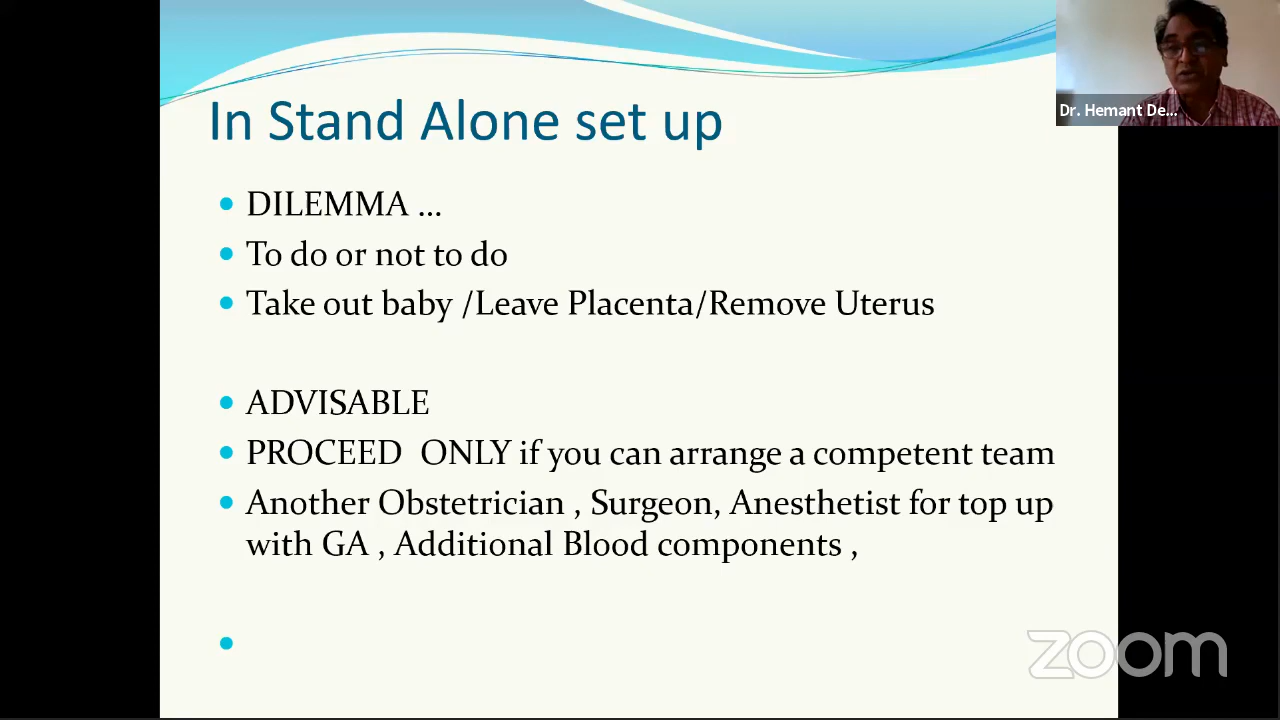 Dr. Hemant De...
In Stand Alone set up
DILEMMA ...
To do or not to do
Take out baby /Leave Placenta/Remove Uterus
ADVISABLE
PROCEED  ONLY if you can arrange a competent team
Another Obstetrician , Surgeon, Anesthetist for top up
with GA , Additional Blood components ,
zoom